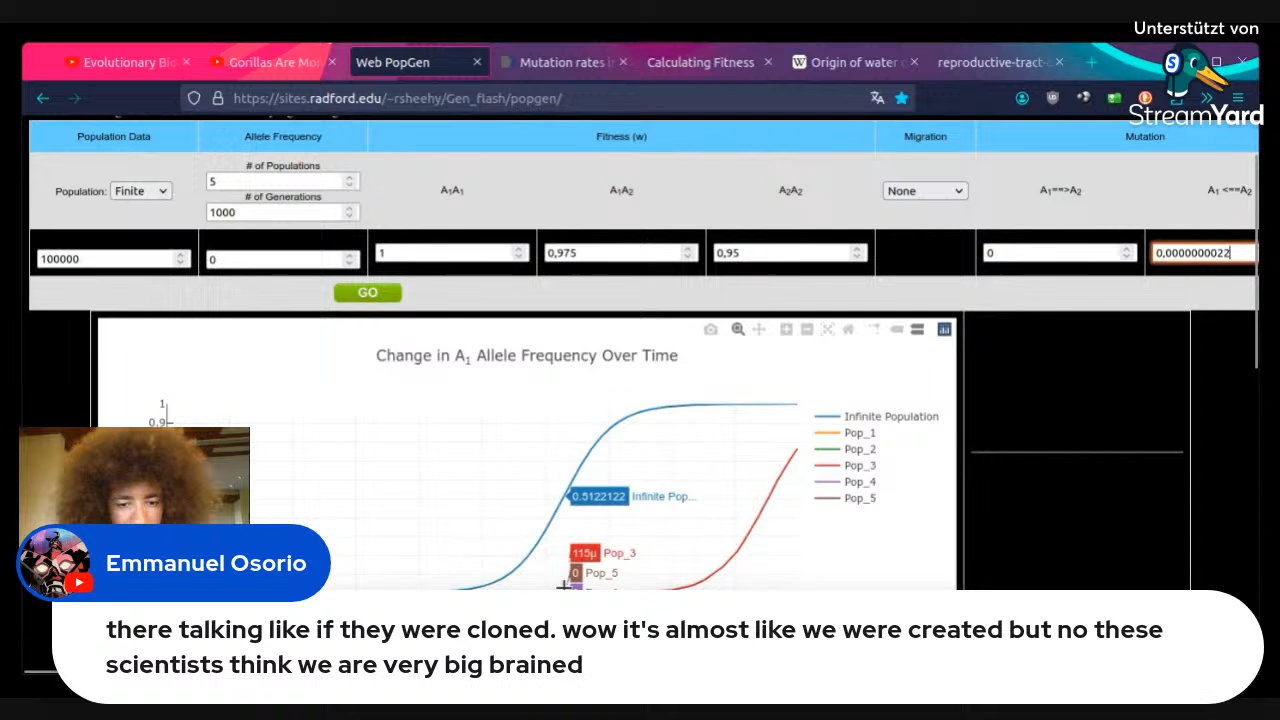 Unterstützt von
StreamYard
Evolutionary Bio
Gorillas Are Mor
Web PopGen
Mutation rates i
Calculating Fitness
Origin of water
reproductive-tract-
https://sites.radford.edu/~rsheehy/Gen_flash/popgen/
Population Data
Allele Frequency
Fitness (w)
Migration
Mutation
Population: Finite
# of Populations
5
# of Generations
1000
A1A1
A1A2
A2A2
None
A1==>A2
A1 <==A2
100000
0
1
0,975
0,95
0
0,0000000022
GO
Change in A1 Allele Frequency Over Time
1
0.9
Infinite Population
Pop_1
Pop_2
Pop_3
Pop_4
Pop_5
0.5122122 Infinite Pop...
115μ Pop_3
0 Pop_5
Emmanuel Osorio
there talking like if they were cloned. wow it's almost like we were created but no these
scientists think we are very big brained